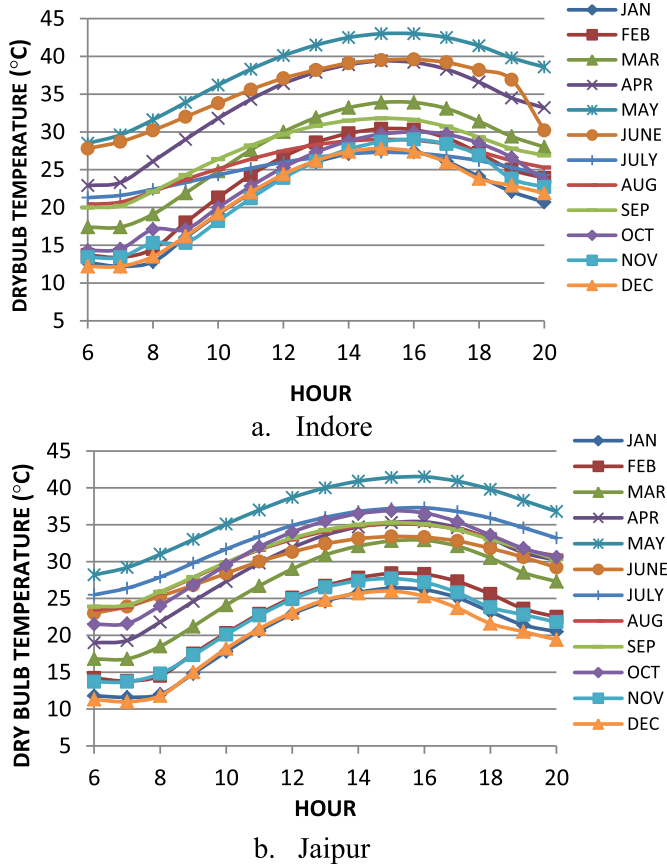 DRYBULB TEMPERATURE (°C)
45
40
35
30
25
20
15
10
5
6 8 10 12 14 16 18 20
HOUR
JAN
FEB
MAR
APR
MAY
JUNE
JULY
AUG
SEP
OCT
NOV
DEC
a. Indore
DRY BULB TEMPERATURE (°C)
45
40
35
30
25
20
15
10
5
6 8 10 12 14 16 18 20
HOUR
JAN
FEB
MAR
APR
MAY
JUNE
JULY
AUG
SEP
OCT
NOV
DEC
b. Jaipur